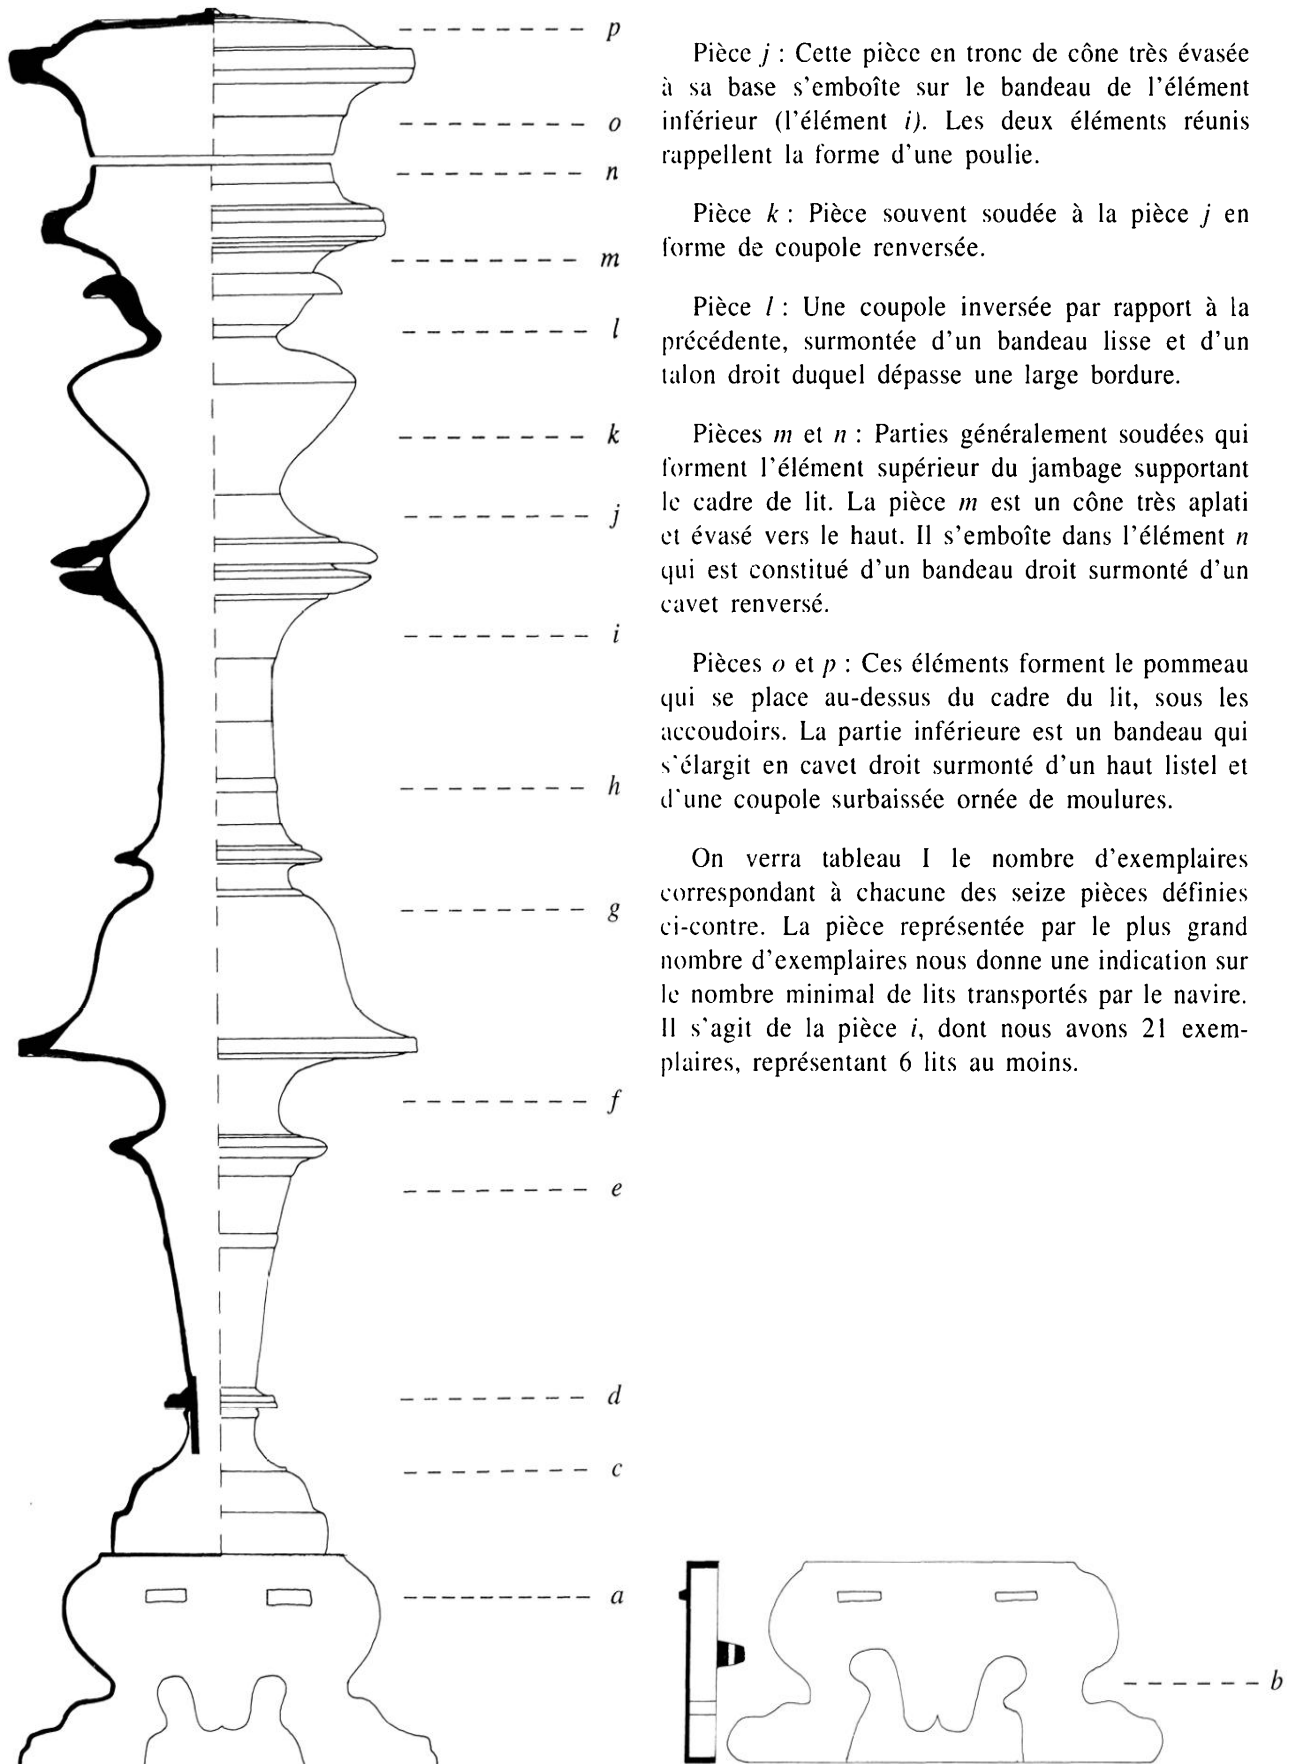 p
o
n
m
l
k
j
i
h
g
f
e
d
c
a
Pièce j : Cette pièce en tronc de cône très évasée
à sa base s'emboîte sur le bandeau de l'élément
inférieur (l'élément i). Les deux éléments réunis
rappellent la forme d'une poulie.
Pièce k : Pièce souvent soudée à la pièce j en
forme de coupole renversée.
Pièce l : Une coupole inversée par rapport à la
précédente, surmontée d'un bandeau lisse et d'un
talon droit duquel dépasse une large bordure.
Pièces m et n : Parties généralement soudées qui
forment l'élément supérieur du jambage supportant
le cadre de lit. La pièce m est un cône très aplati
et évasé vers le haut. Il s'emboîte dans l'élément n
qui est constitué d'un bandeau droit surmonté d'un
cavet renversé.
Pièces o et p : Ces éléments forment le pommeau
qui se place au-dessus du cadre du lit, sous les
accoudoirs. La partie inférieure est un bandeau qui
s'élargit en cavet droit surmonté d'un haut listel et
d'une coupole surbaissée ornée de moulures.
On verra tableau I le nombre d'exemplaires
correspondant à chacune des seize pièces définies
ci-contre. La pièce représentée par le plus grand
nombre d'exemplaires nous donne une indication sur
le nombre minimal de lits transportés par le navire.
Il s'agit de la pièce i, dont nous avons 21 exem-
plaires, représentant 6 lits au moins.
b